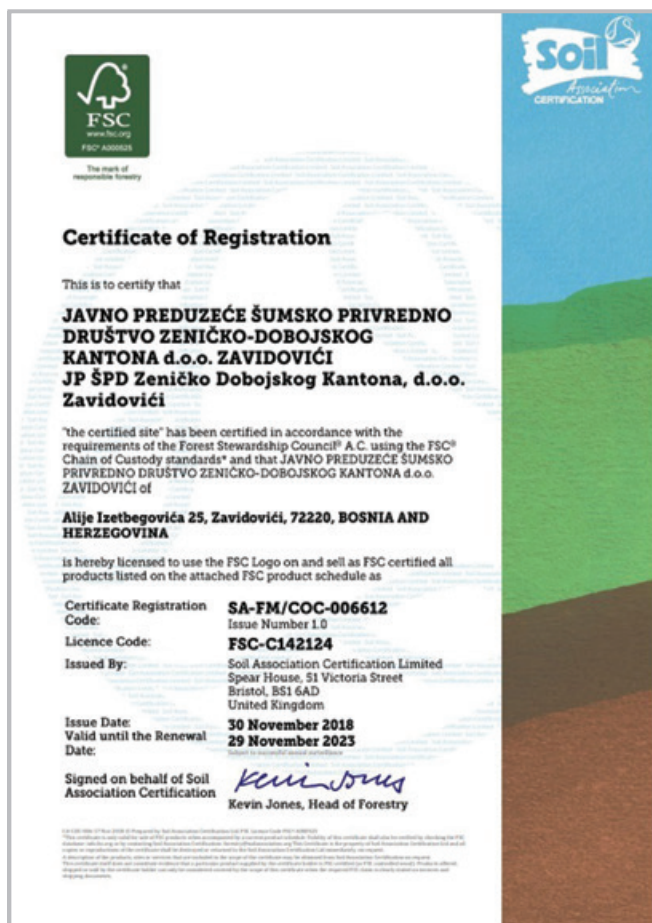 FSC
www.fsc.org
FSC® A000525
The mark of
responsible forestry
Soil
Association
CERTIFICATION
Certificate of Registration
This is to certify that
JAVNO PREDUZEĆE ŠUMSKO PRIVREDNO
DRUŠTVO ZENIČKO-DOBOJSKOG
KANTONA d.o.o. ZAVIDOVIĆI
JP ŠPD Zeničko Dobojskog Kantona, d.o.o.
Zavidovići
"the certified site" has been certified in accordance with the
requirements of the Forest Stewardship Council® A.C. using the FSC®
Chain of Custody standards* and that JAVNO PREDUZEĆE ŠUMSKO
PRIVREDNO DRUŠTVO ZENIČKO-DOBOJSKOG KANTONA d.o.o.
ZAVIDOVIĆI of
Alije Izetbegovića 25, Zavidovići, 72220, BOSNIA AND
HERZEGOVINA
is hereby licensed to use the FSC Logo on and sell as FSC certified all
products listed on the attached FSC product schedule as
Certificate Registration
Code:
SA-FM/COC-006612
Issue Number 1.0
Licence Code:
FSC-C142124
Issued By:
Soil Association Certification Limited
Spear House, 51 Victoria Street
Bristol, BS1 6AD
United Kingdom
Issue Date:
30 November 2018
Valid until the Renewal
Date:
29 November 2023
Subject to successful annual surveillance
Signed on behalf of Soil
Association Certification
Kevin Jones
Kevin Jones, Head of Forestry